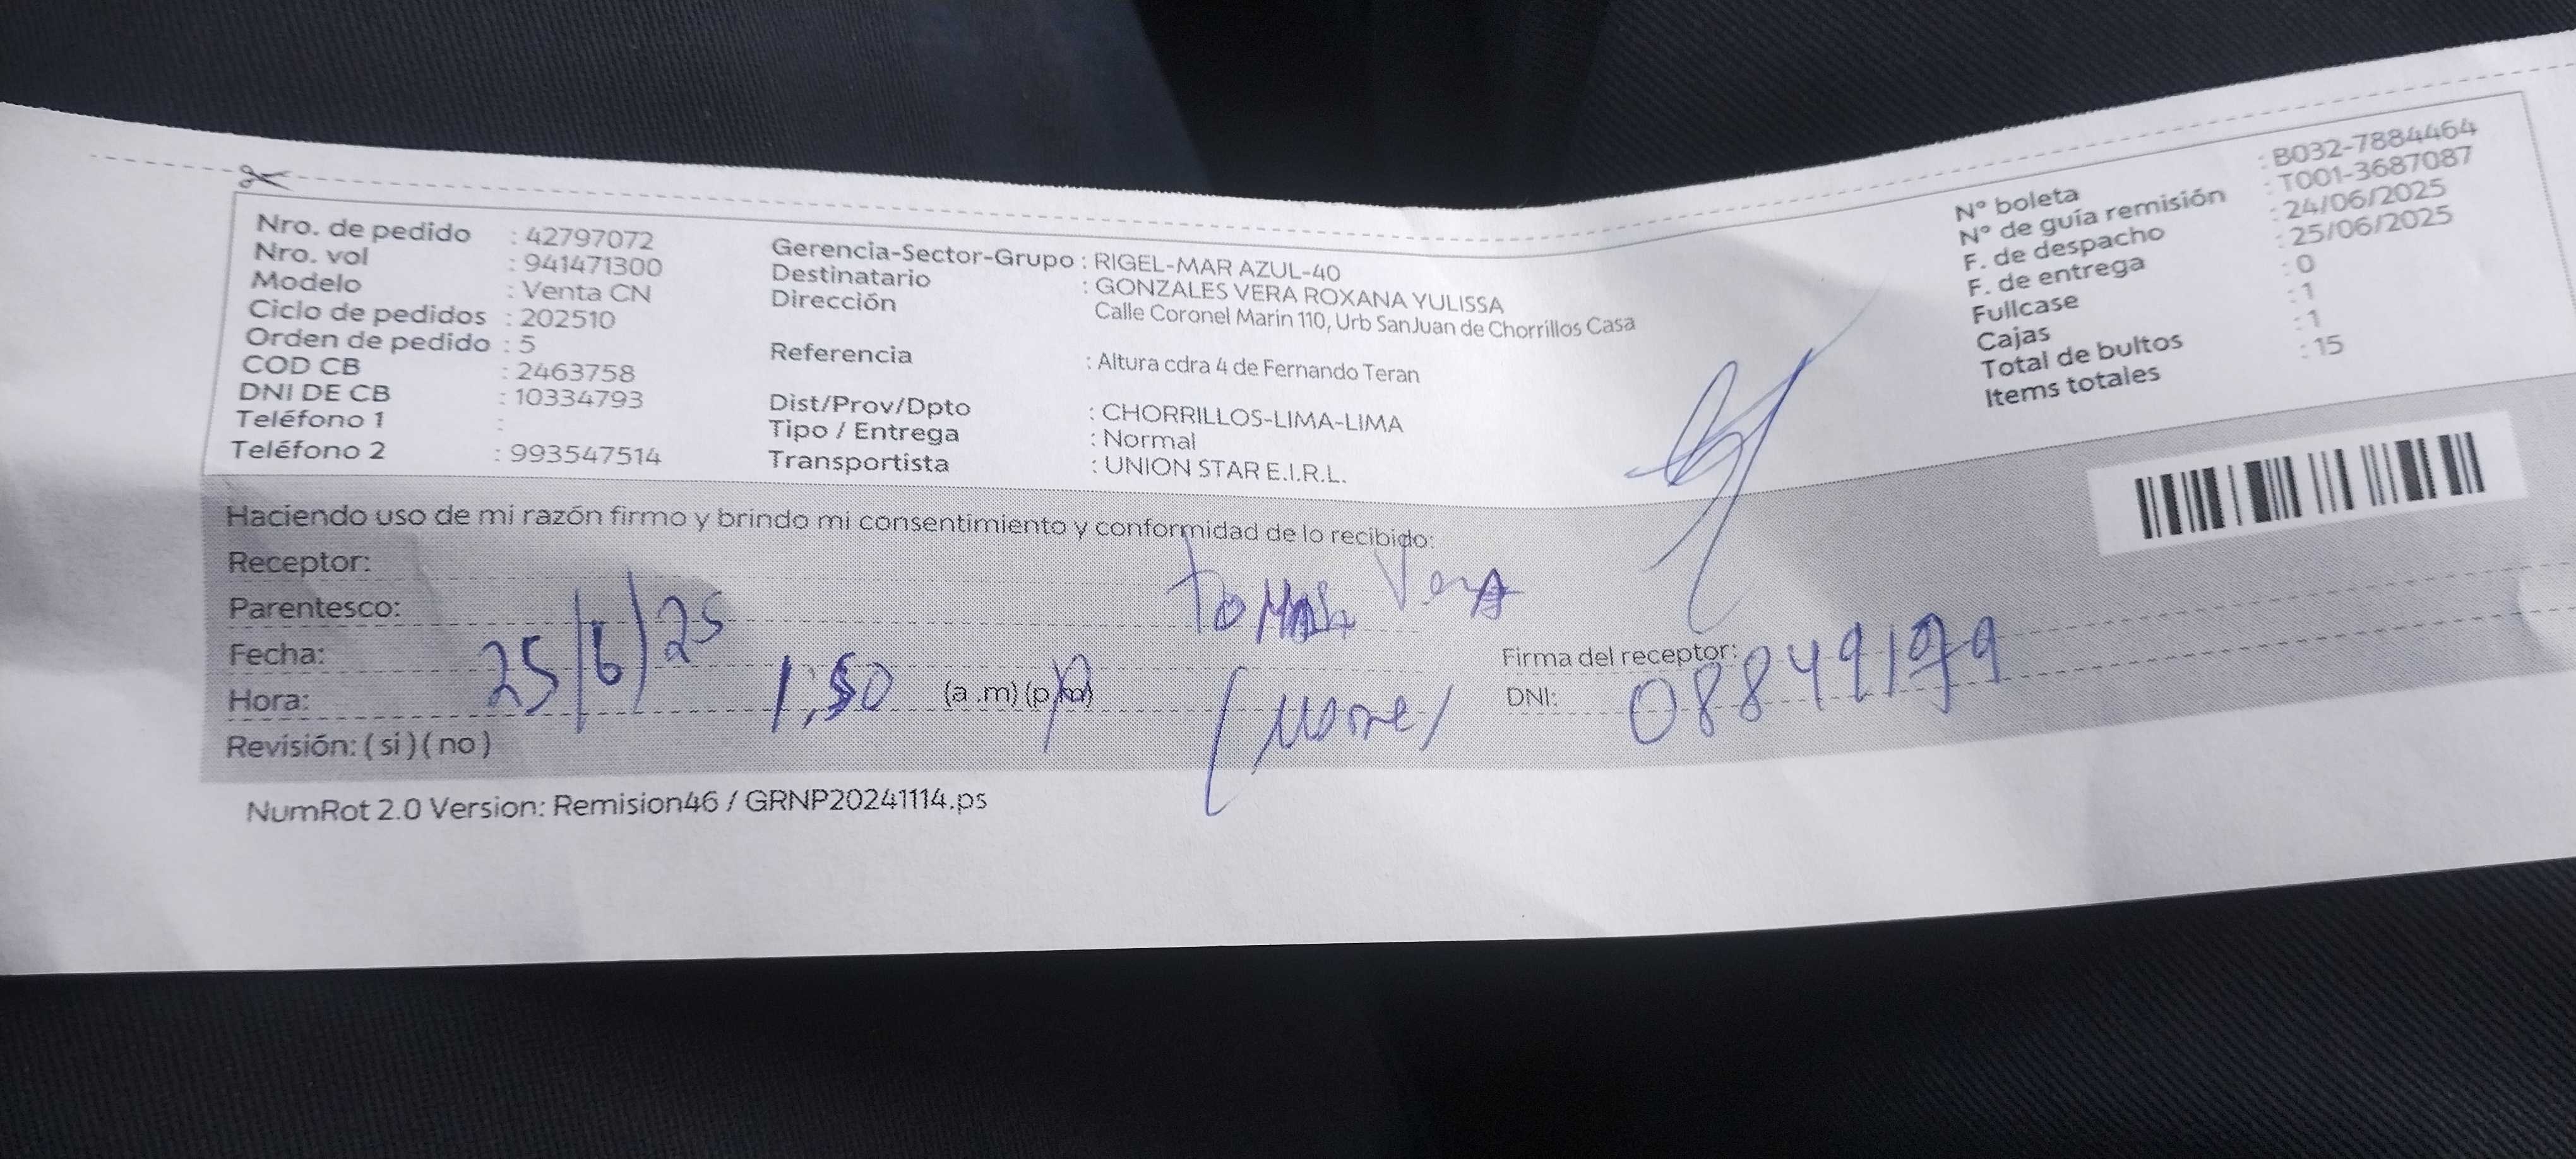 Nro. de pedido : 42797072
Nro. vol : 941471300
Modelo : Venta CN
Ciclo de pedidos : 202510
Orden de pedido : 5
COD CB : 2463758
DNI DE CB : 10334793
Teléfono 1 :
Teléfono 2 : 993547514
Gerencia-Sector-Grupo : RIGEL-MAR AZUL-40
Destinatario : GONZALES VERA ROXANA YULISSA
Dirección Calle Coronel Marin 110, Urb SanJuan de Chorrillos Casa
Referencia : Altura cdra 4 de Fernando Teran
Dist/Prov/Dpto : CHORRILLOS-LIMA-LIMA
Tipo / Entrega : Normal
Transportista : UNION STAR E.I.R.L.
N° boleta : B032-7884464
N° de guía remisión : T001-3687087
F. de despacho : 24/06/2025
F. de entrega : 25/06/2025
Fullcase : 0
Cajas : 1
Total de bultos : 1
Items totales : 15
Haciendo uso de mi razón firmo y brindo mi consentimiento y conformidad de lo recibido:
Receptor:
Parentesco: Vera
Fecha: 25/6/25
Firma del receptor:
Hora: 1:50 (a .m) (p.m)
DNI:
Revisión: ( si ) ( no )
NumRot 2.0 Version: Remision46 / GRNP20241114.ps